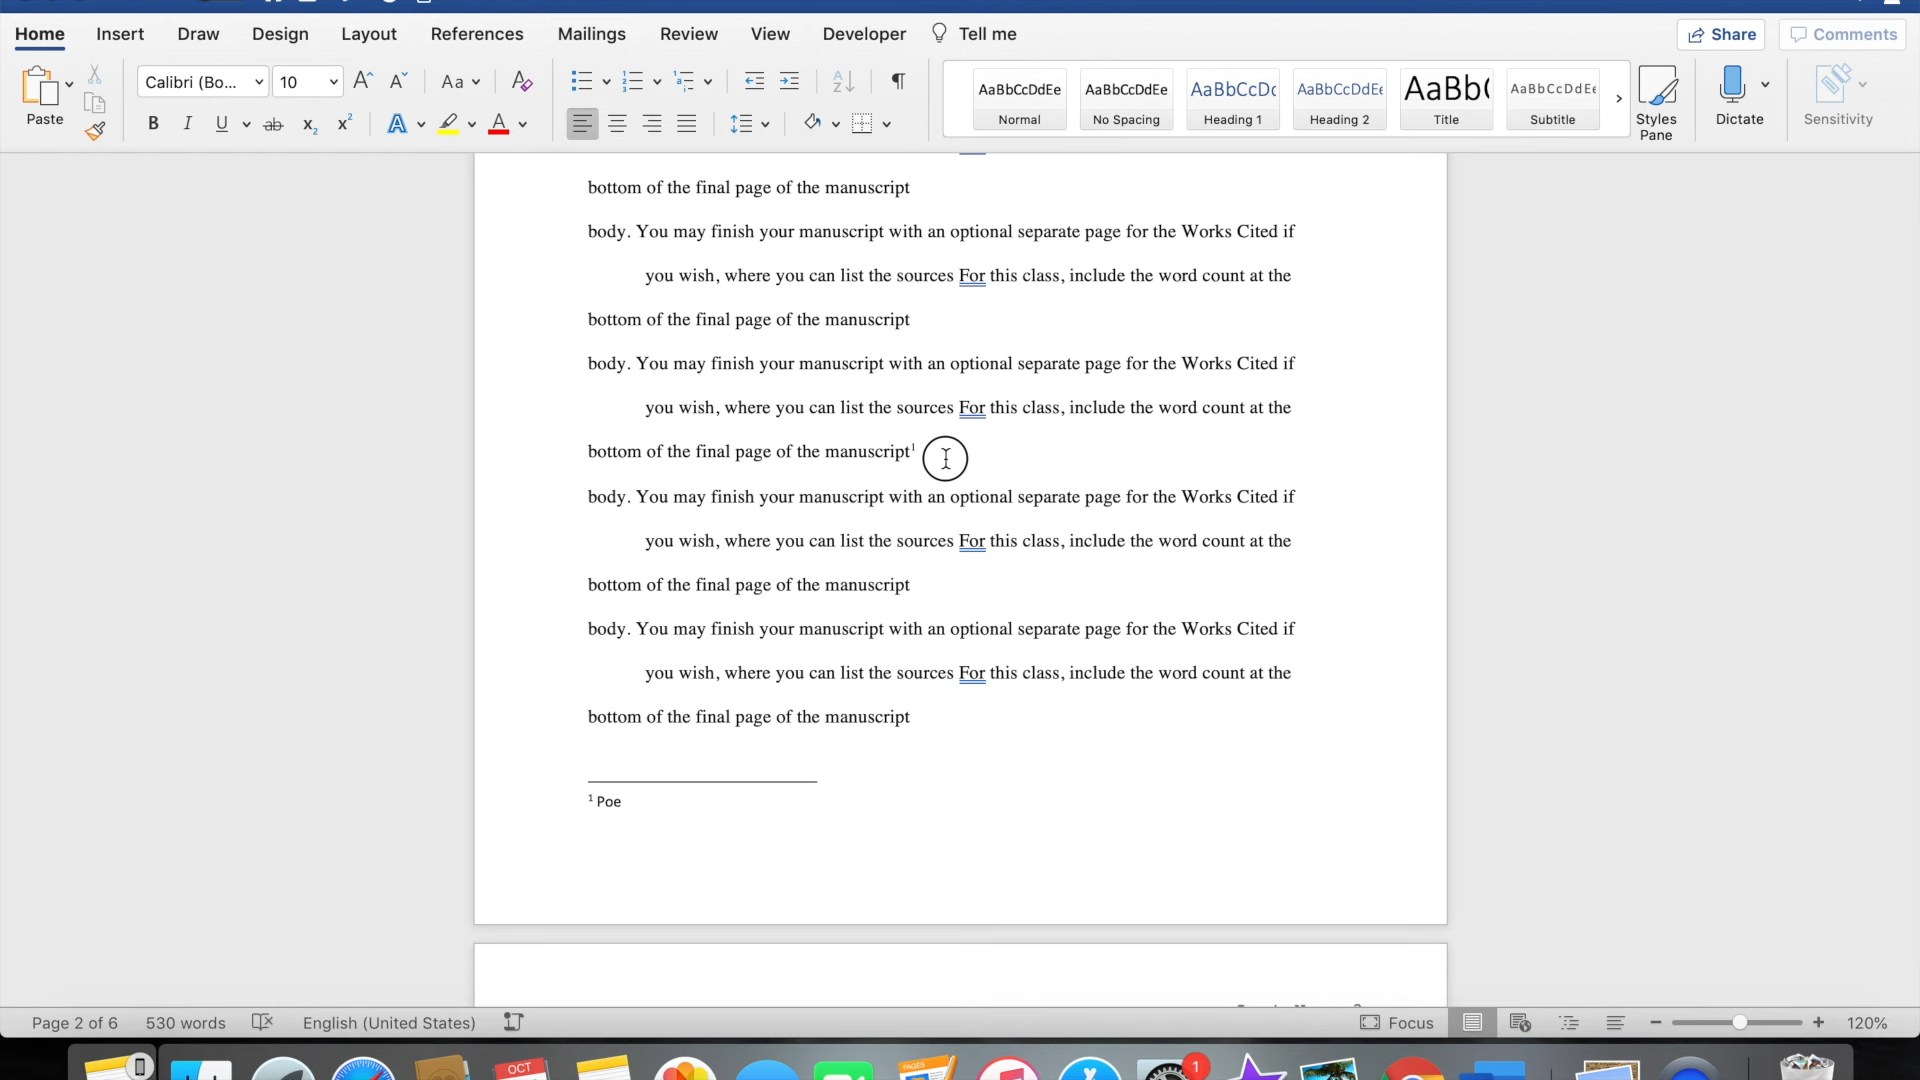 Home Insert Draw Design Layout References Mailings Review View Developer Tell me Share Comments
Calibri (Bo... 10 Aa
Paste
B I U ab X₂ X² A A
AaBbCcDdEe AaBbCcDdEe AaBbCcDc AaBbCcDdEe AaBb( AaBbCcDdEe
Normal No Spacing Heading 1 Heading 2 Title Subtitle
Styles Pane
Dictate
Sensitivity
bottom of the final page of the manuscript
body. You may finish your manuscript with an optional separate page for the Works Cited if
you wish, where you can list the sources For this class, include the word count at the
bottom of the final page of the manuscript
body. You may finish your manuscript with an optional separate page for the Works Cited if
you wish, where you can list the sources For this class, include the word count at the
bottom of the final page of the manuscript¹
body. You may finish your manuscript with an optional separate page for the Works Cited if
you wish, where you can list the sources For this class, include the word count at the
bottom of the final page of the manuscript
body. You may finish your manuscript with an optional separate page for the Works Cited if
you wish, where you can list the sources For this class, include the word count at the
bottom of the final page of the manuscript
¹ Poe
Page 2 of 6 530 words English (United States) Focus 120%
OCT PAGES 1